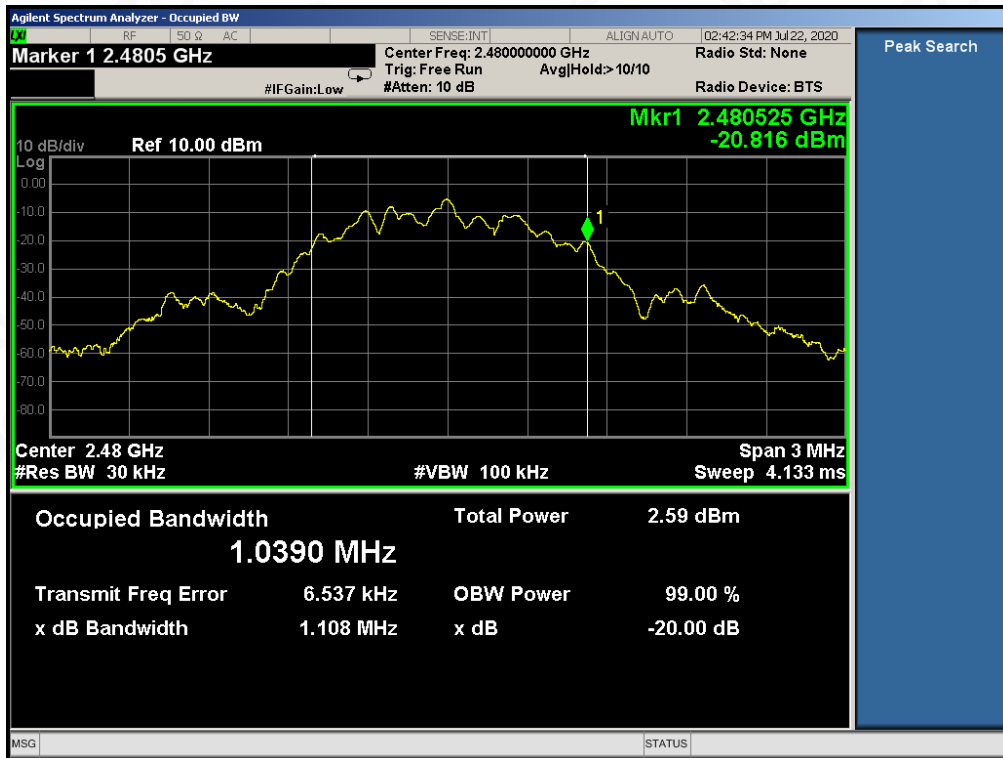 Agilent Spectrum Analyzer - Occupied BW
LXI RF 50 Ω AC SENSE:INT ALIGN AUTO 02:42:34 PM Jul 22, 2020
Marker 1 2.4805 GHz
Center Freq: 2.480000000 GHz
Radio Std: None
Trig: Free Run Avg|Hold:>10/10
#IFGain:Low
#Atten: 10 dB
Radio Device: BTS
Peak Search
Mkr1 2.480525 GHz
-20.816 dBm
10 dB/div Ref 10.00 dBm
Log
0.00
-10.0
1
-20.0
-30.0
-40.0
-50.0
-60.0
-70.0
-80.0
Center 2.48 GHz Span 3 MHz
#Res BW 30 kHz #VBW 100 kHz Sweep 4.133 ms
Occupied Bandwidth Total Power 2.59 dBm
1.0390 MHz
Transmit Freq Error 6.537 kHz OBW Power 99.00 %
x dB Bandwidth 1.108 MHz x dB -20.00 dB
MSG STATUS